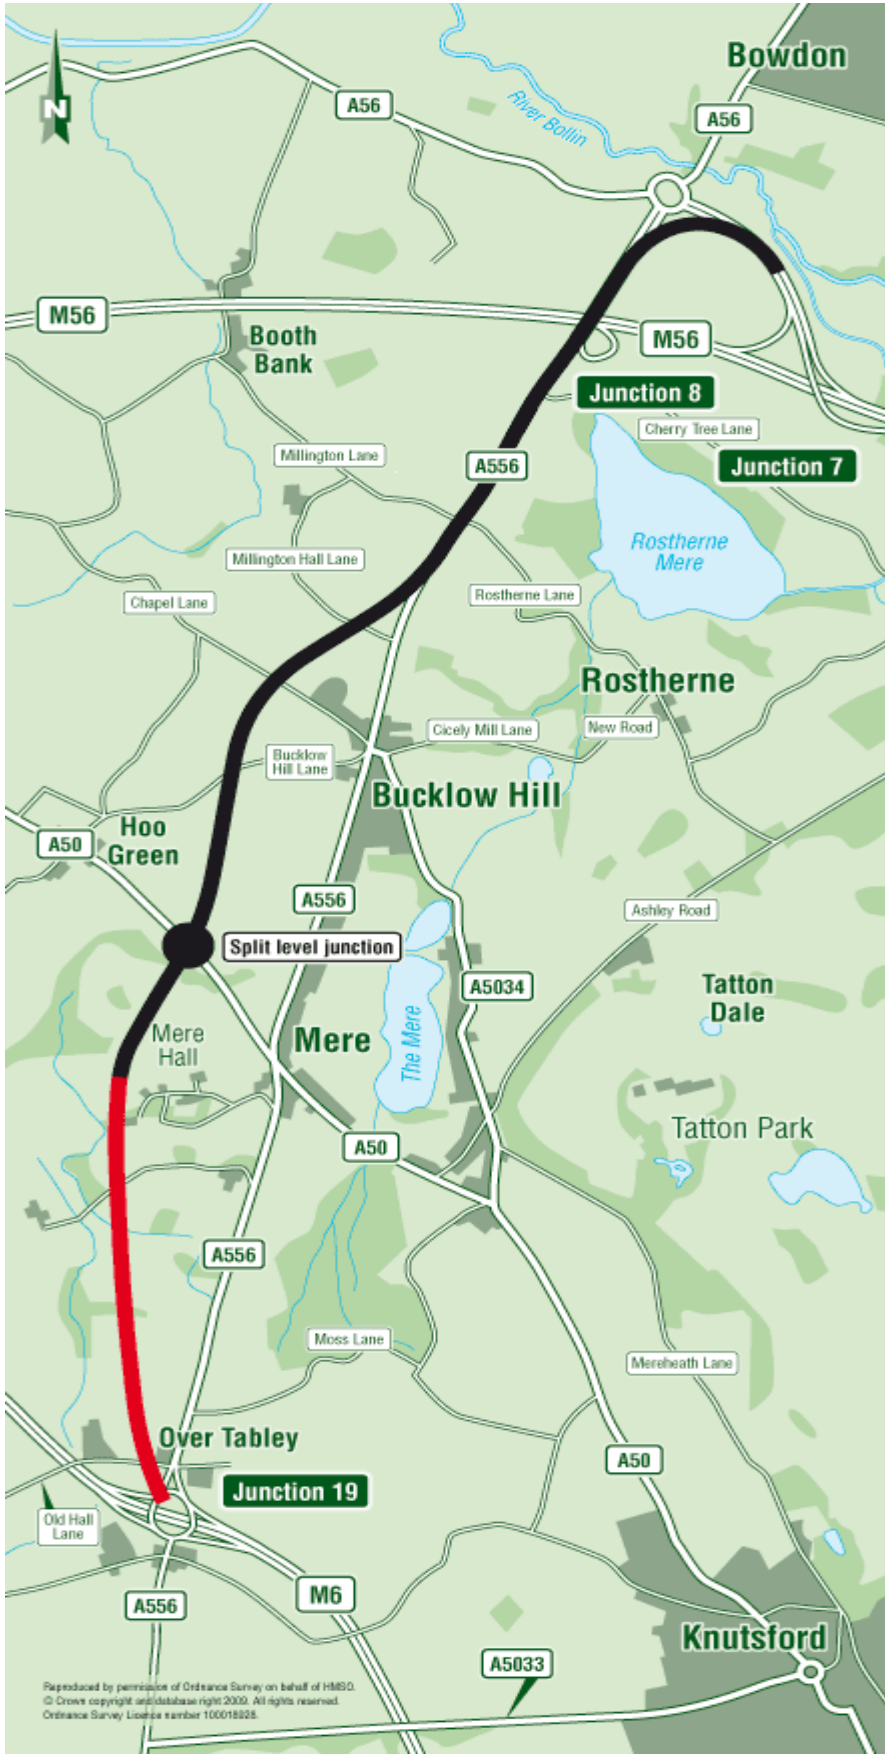 Bowdon
N
A56
River Bollin
A56
M56
Booth
Bank
M56
Junction 8
Cherry Tree Lane
Millington Lane
A556
Junction 7
Rostherne
Mere
Millington Hall Lane
Chapel Lane
Rostherne Lane
Rostherne
Cicely Mill Lane
New Road
Bucklow
Hill Lane
Bucklow Hill
Hoo
Green
A50
A556
Ashley Road
Split level junction
A5034
Tatton
Dale
Mere
Hall
Mere
The Mere
Tatton Park
A50
A556
Moss Lane
Mereheath Lane
Over Tabley
A50
Junction 19
Old Hall
Lane
M6
A556
Knutsford
A5033
Reproduced by permission of Ordnance Survey on behalf of HMSO.
© Crown copyright and database right 2009. All rights reserved.
Ordnance Survey Licence number 100018928.